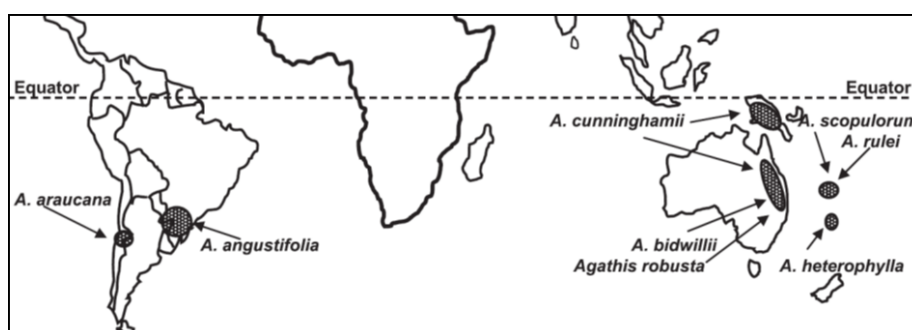 Equator
Equator
A. cunninghamii
A. scopulorum
A. rulei
A. araucana
A. angustifolia
A. bidwillii
Agathis robusta
A. heterophylla